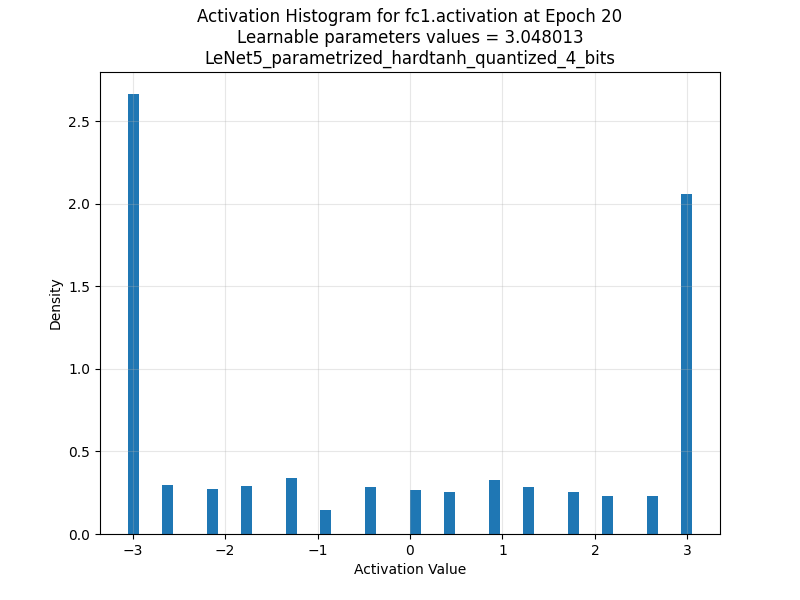 Activation Histogram for fc1.activation at Epoch 20
Learnable parameters values = 3.048013
LeNet5_parametrized_hardtanh_quantized_4_bits
Density
2.5
2.0
1.5
1.0
0.5
0.0
−3 −2 −1 0 1 2 3
Activation Value